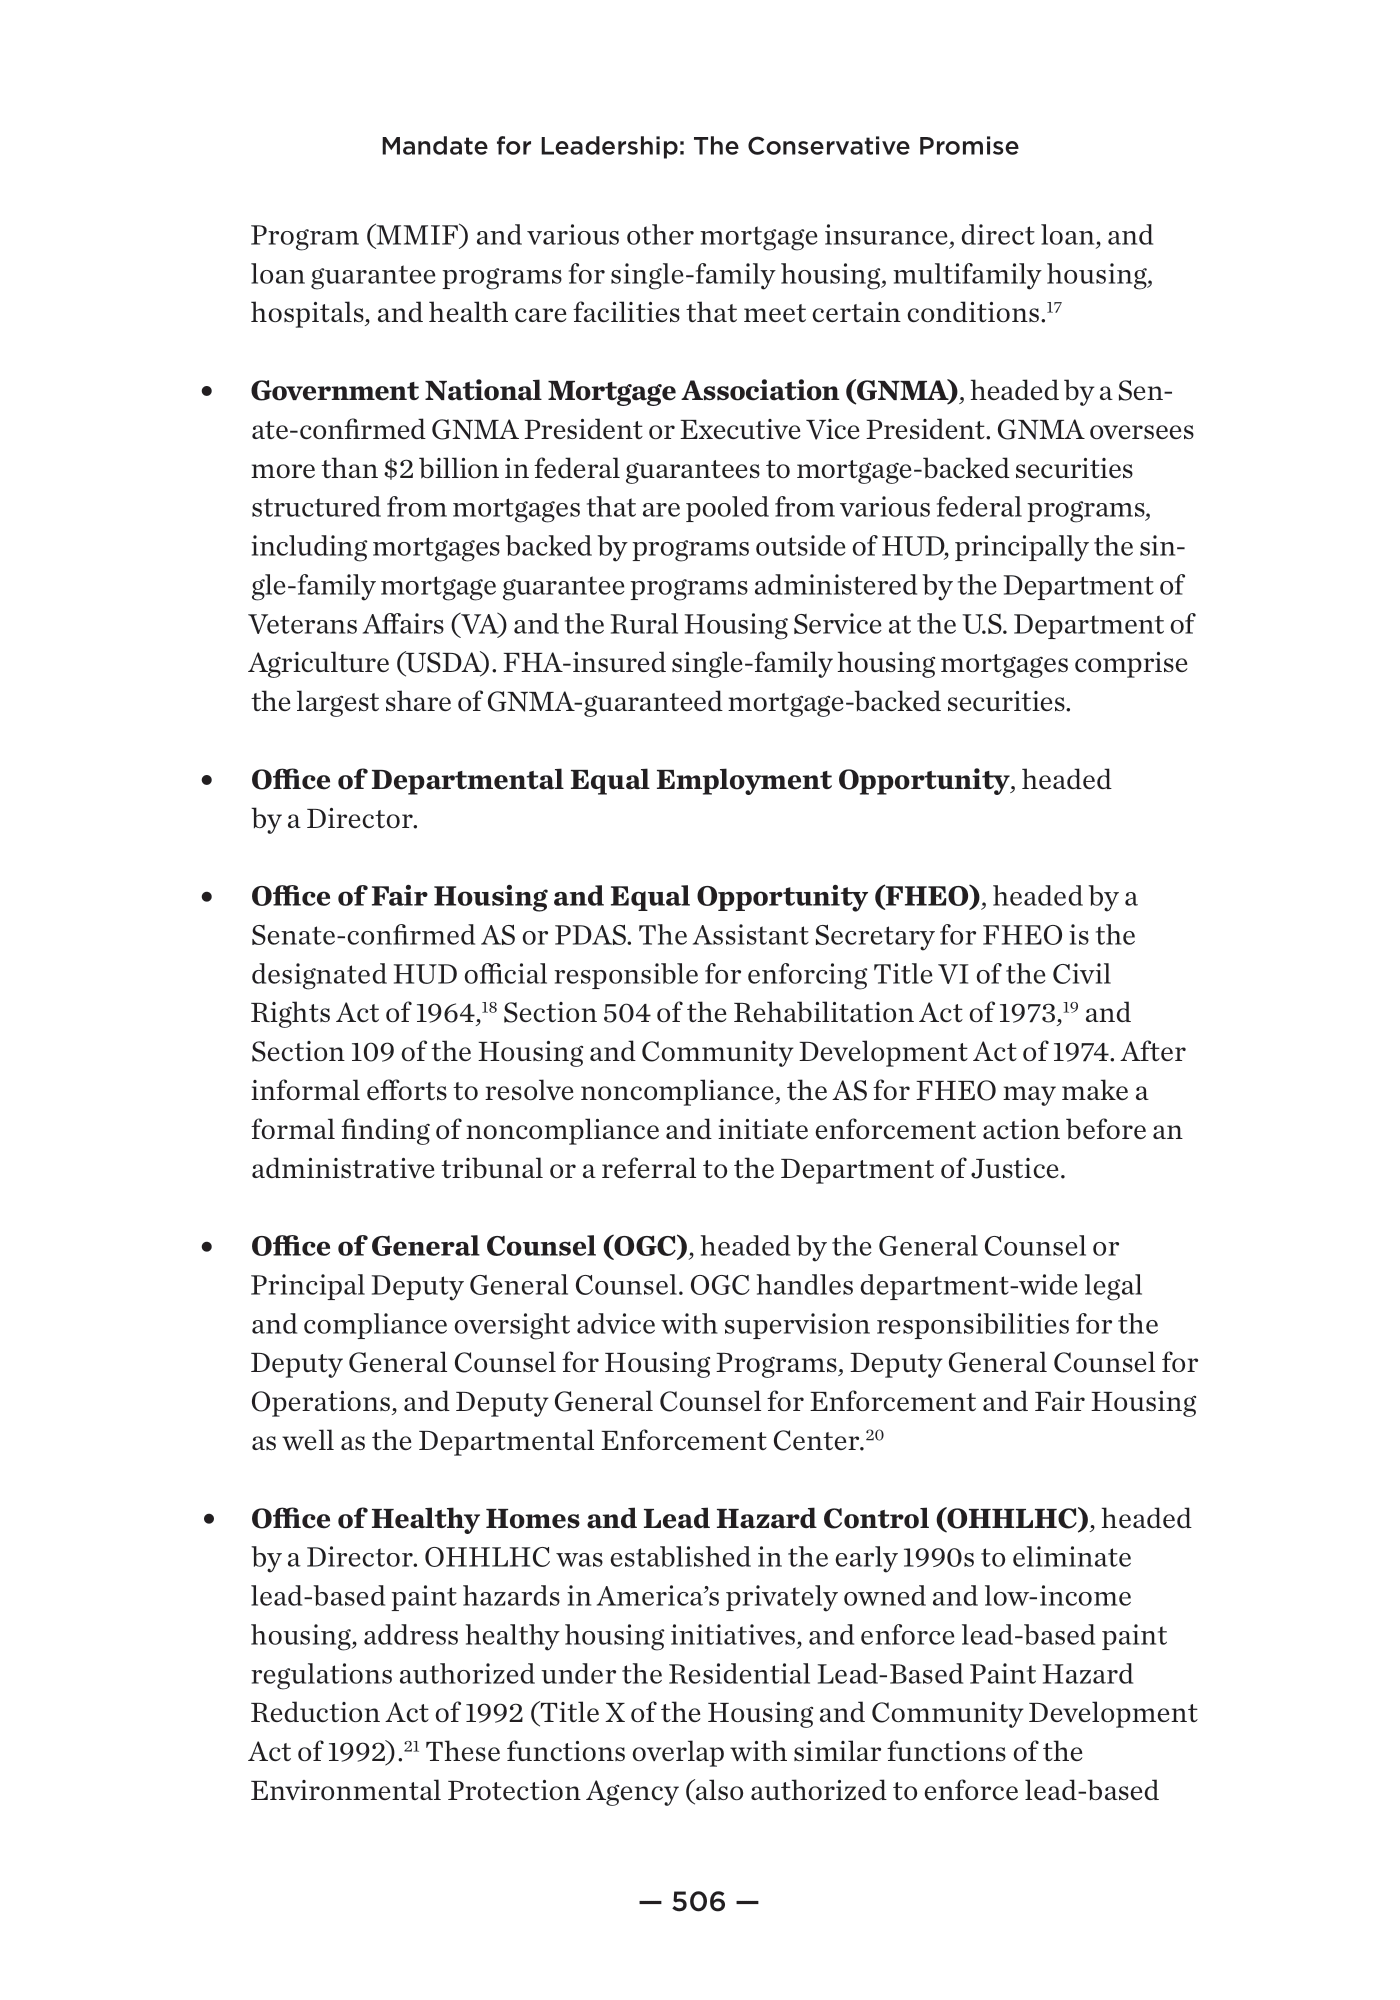 Mandate for Leadership: The Conservative Promise
Program (MMIF) and various other mortgage insurance, direct loan, and
loan guarantee programs for single-family housing, multifamily housing,
hospitals, and health care facilities that meet certain conditions.17
• Government National Mortgage Association (GNMA), headed by a Sen-
ate-confirmed GNMA President or Executive Vice President. GNMA oversees
more than $2 billion in federal guarantees to mortgage-backed securities
structured from mortgages that are pooled from various federal programs,
including mortgages backed by programs outside of HUD, principally the sin-
gle-family mortgage guarantee programs administered by the Department of
Veterans Affairs (VA) and the Rural Housing Service at the U.S. Department of
Agriculture (USDA). FHA-insured single-family housing mortgages comprise
the largest share of GNMA-guaranteed mortgage-backed securities.
• Office of Departmental Equal Employment Opportunity, headed
by a Director.
• Office of Fair Housing and Equal Opportunity (FHEO), headed by a
Senate-confirmed AS or PDAS. The Assistant Secretary for FHEO is the
designated HUD official responsible for enforcing Title VI of the Civil
Rights Act of 1964,18 Section 504 of the Rehabilitation Act of 1973,19 and
Section 109 of the Housing and Community Development Act of 1974. After
informal efforts to resolve noncompliance, the AS for FHEO may make a
formal finding of noncompliance and initiate enforcement action before an
administrative tribunal or a referral to the Department of Justice.
• Office of General Counsel (OGC), headed by the General Counsel or
Principal Deputy General Counsel. OGC handles department-wide legal
and compliance oversight advice with supervision responsibilities for the
Deputy General Counsel for Housing Programs, Deputy General Counsel for
Operations, and Deputy General Counsel for Enforcement and Fair Housing
as well as the Departmental Enforcement Center.20
• Office of Healthy Homes and Lead Hazard Control (OHHLHC), headed
by a Director. OHHLHC was established in the early 1990s to eliminate
lead-based paint hazards in America’s privately owned and low-income
housing, address healthy housing initiatives, and enforce lead-based paint
regulations authorized under the Residential Lead-Based Paint Hazard
Reduction Act of 1992 (Title X of the Housing and Community Development
Act of 1992).21 These functions overlap with similar functions of the
Environmental Protection Agency (also authorized to enforce lead-based
— 506 —